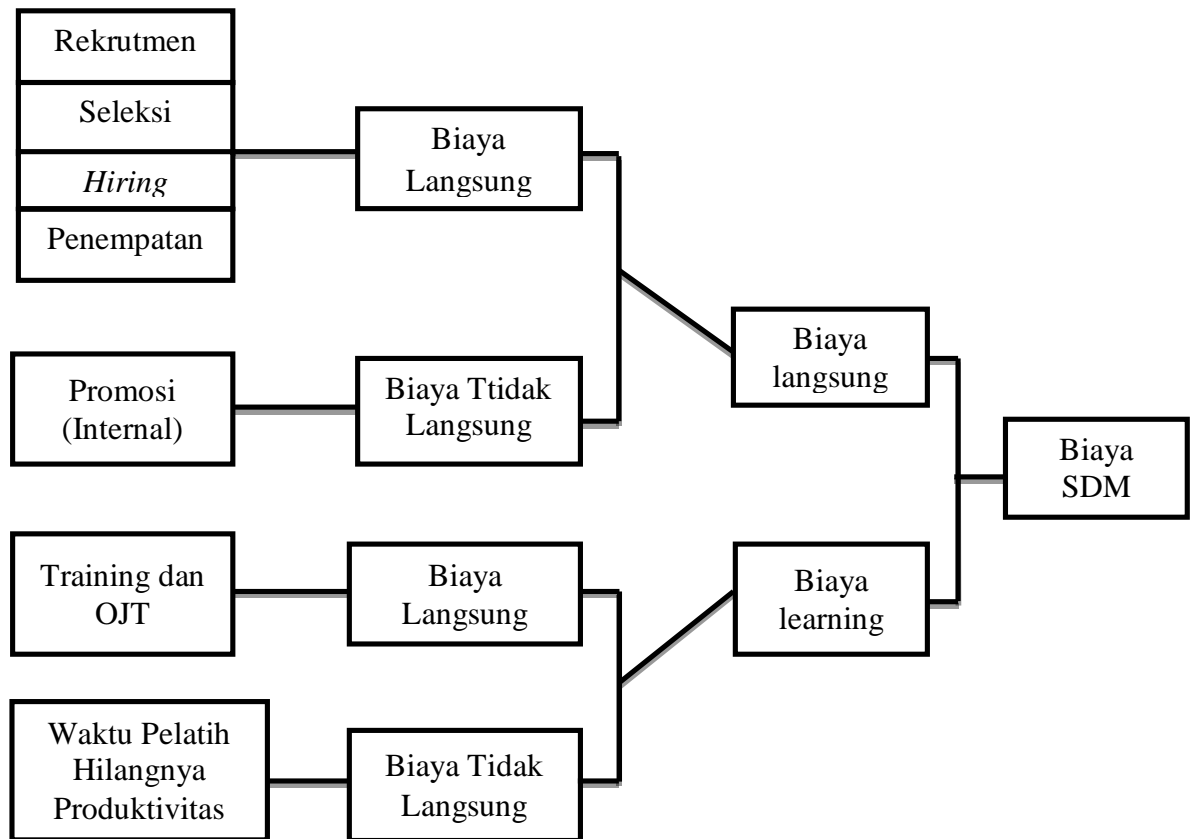 Rekrutmen
Seleksi
Hiring
Penempatan
Biaya
Langsung
Promosi
(Internal)
Biaya Ttidak
Langsung
Biaya
langsung
Training dan
OJT
Biaya
Langsung
Biaya
learning
Waktu Pelatih
Hilangnya
Produktivitas
Biaya Tidak
Langsung
Biaya
SDM